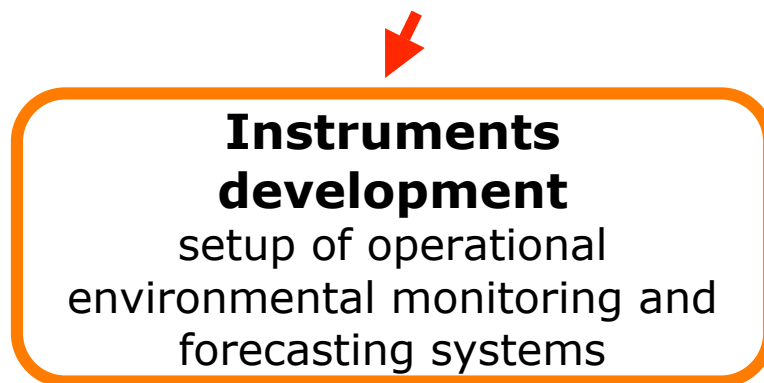 Instruments
development
setup of operational
environmental monitoring and
forecasting systems